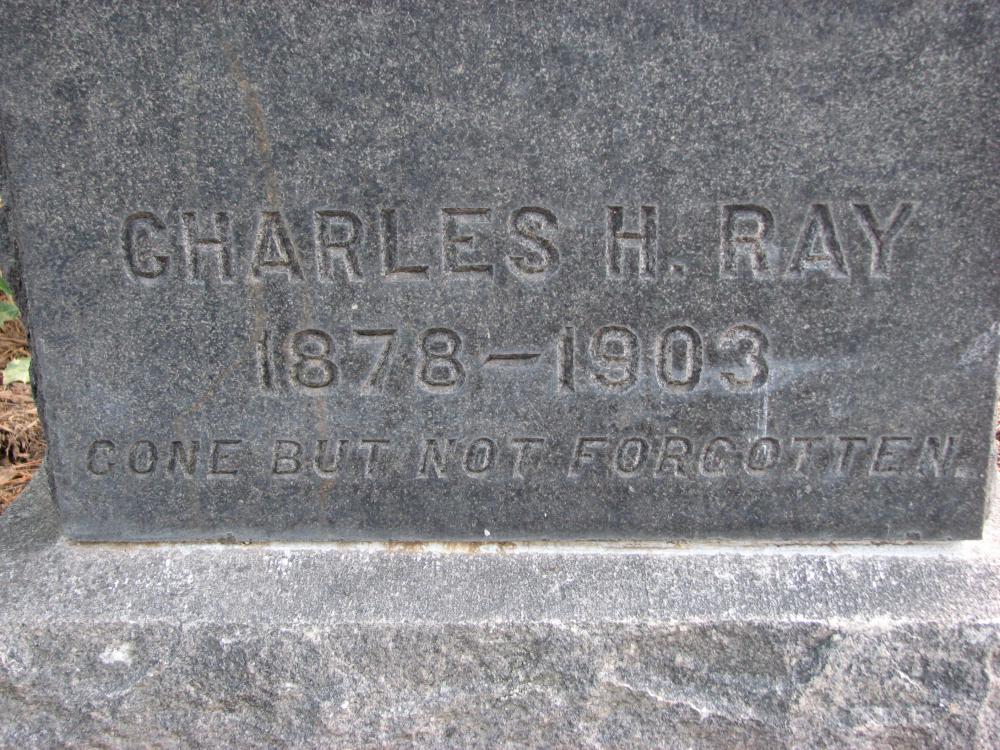 CHARLES H. RAY
1878–1903
GONE BUT NOT FORGOTTEN.